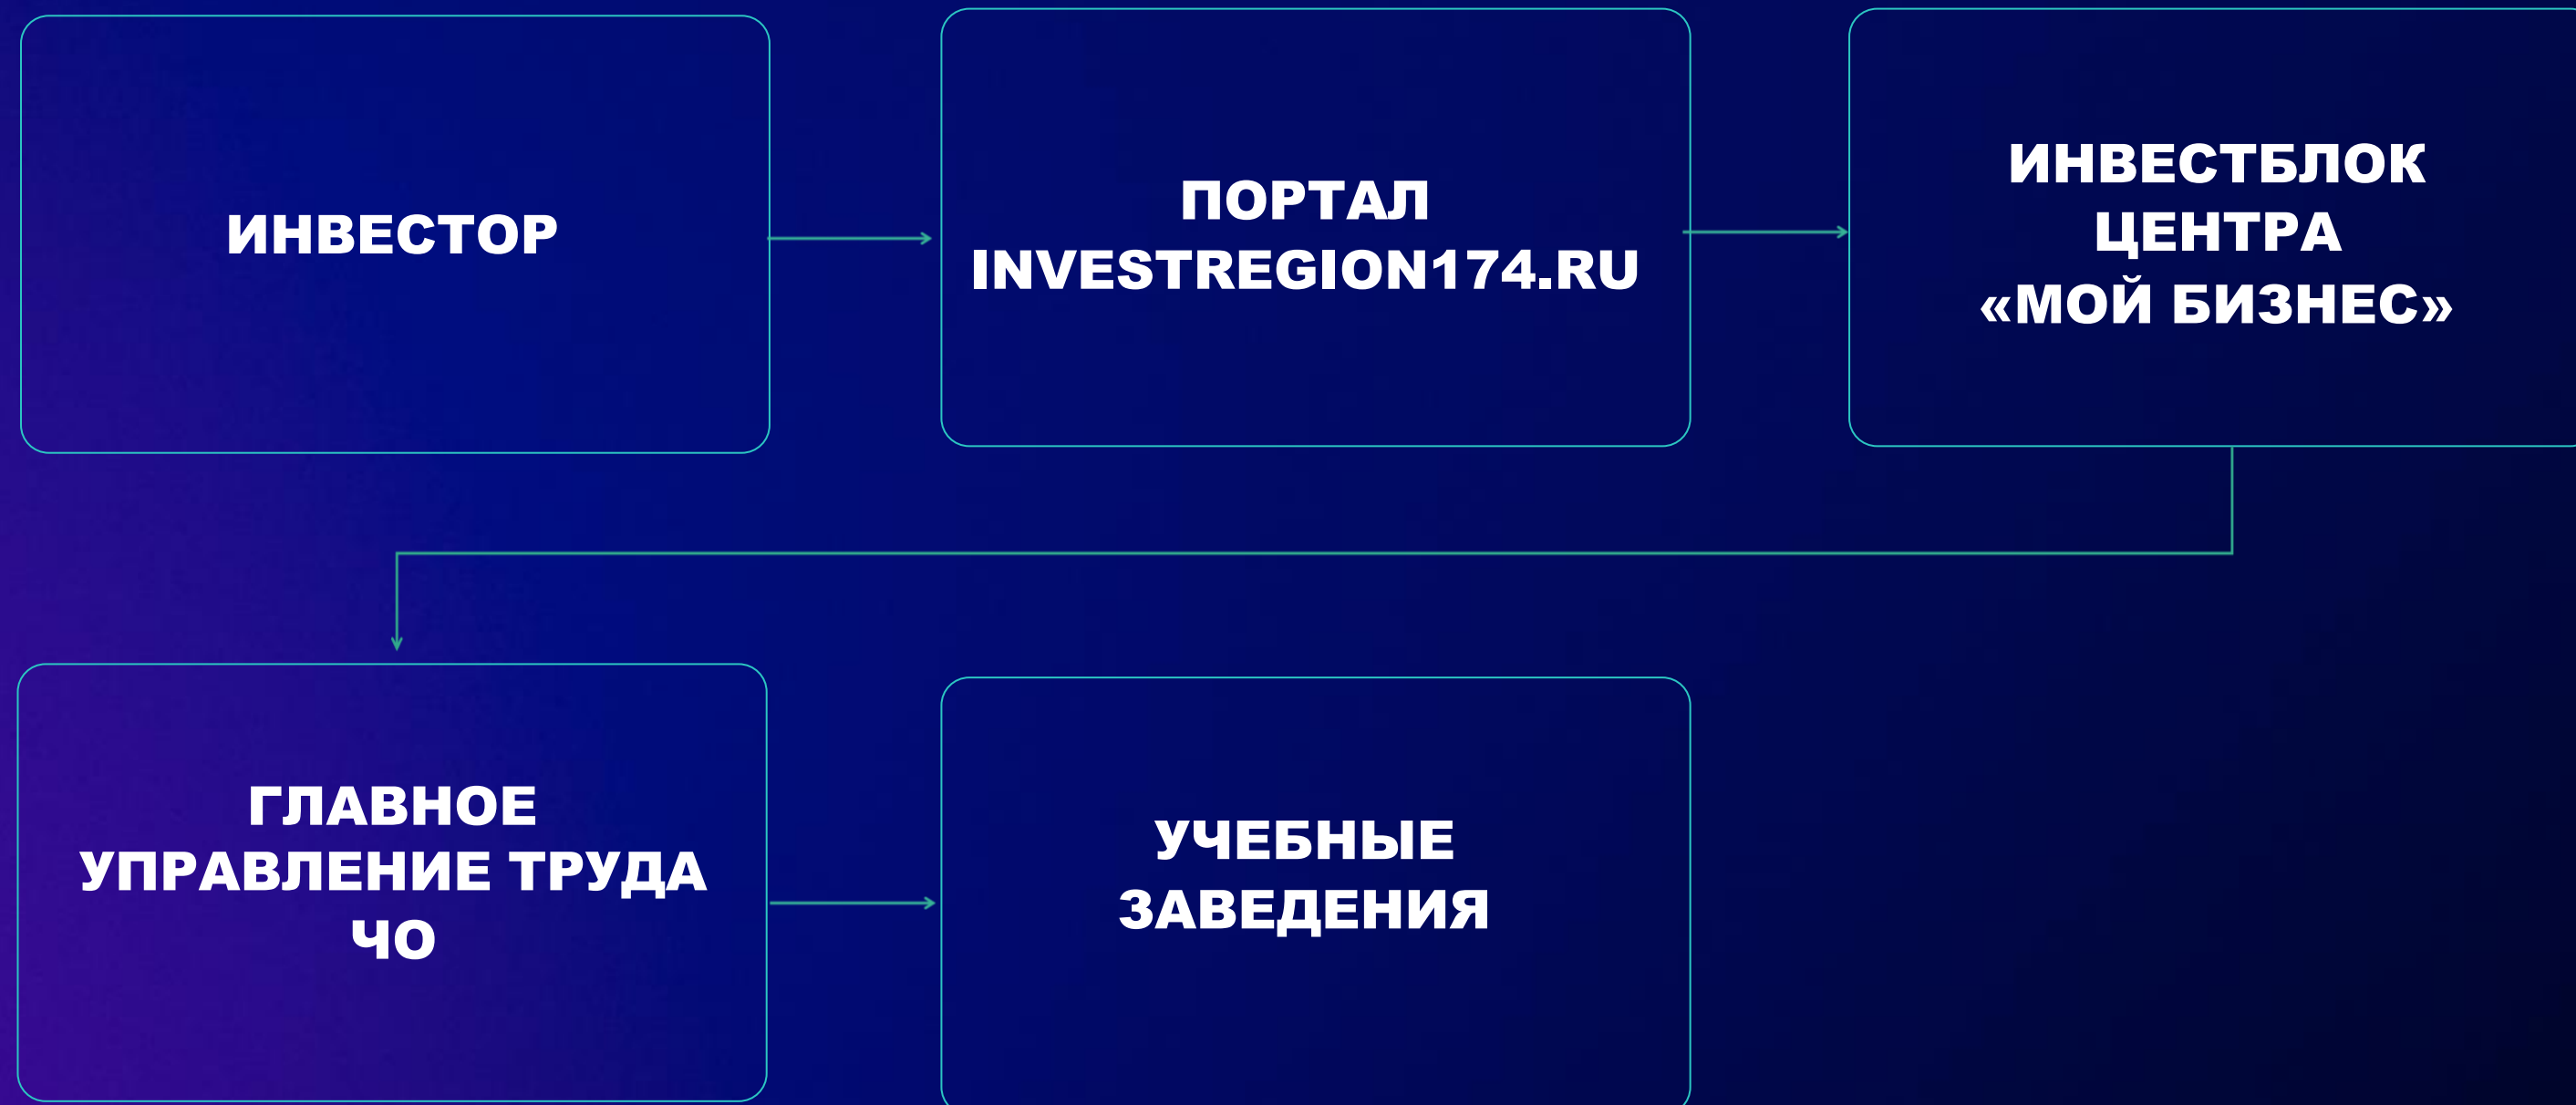 ИНВЕСТОР
ПОРТАЛ
INVESTREGION174.RU
ИНВЕСТБЛОК
ЦЕНТРА
«МОЙ БИЗНЕС»
ГЛАВНОЕ
УПРАВЛЕНИЕ ТРУДА
ЧО
УЧЕБНЫЕ
ЗАВЕДЕНИЯ